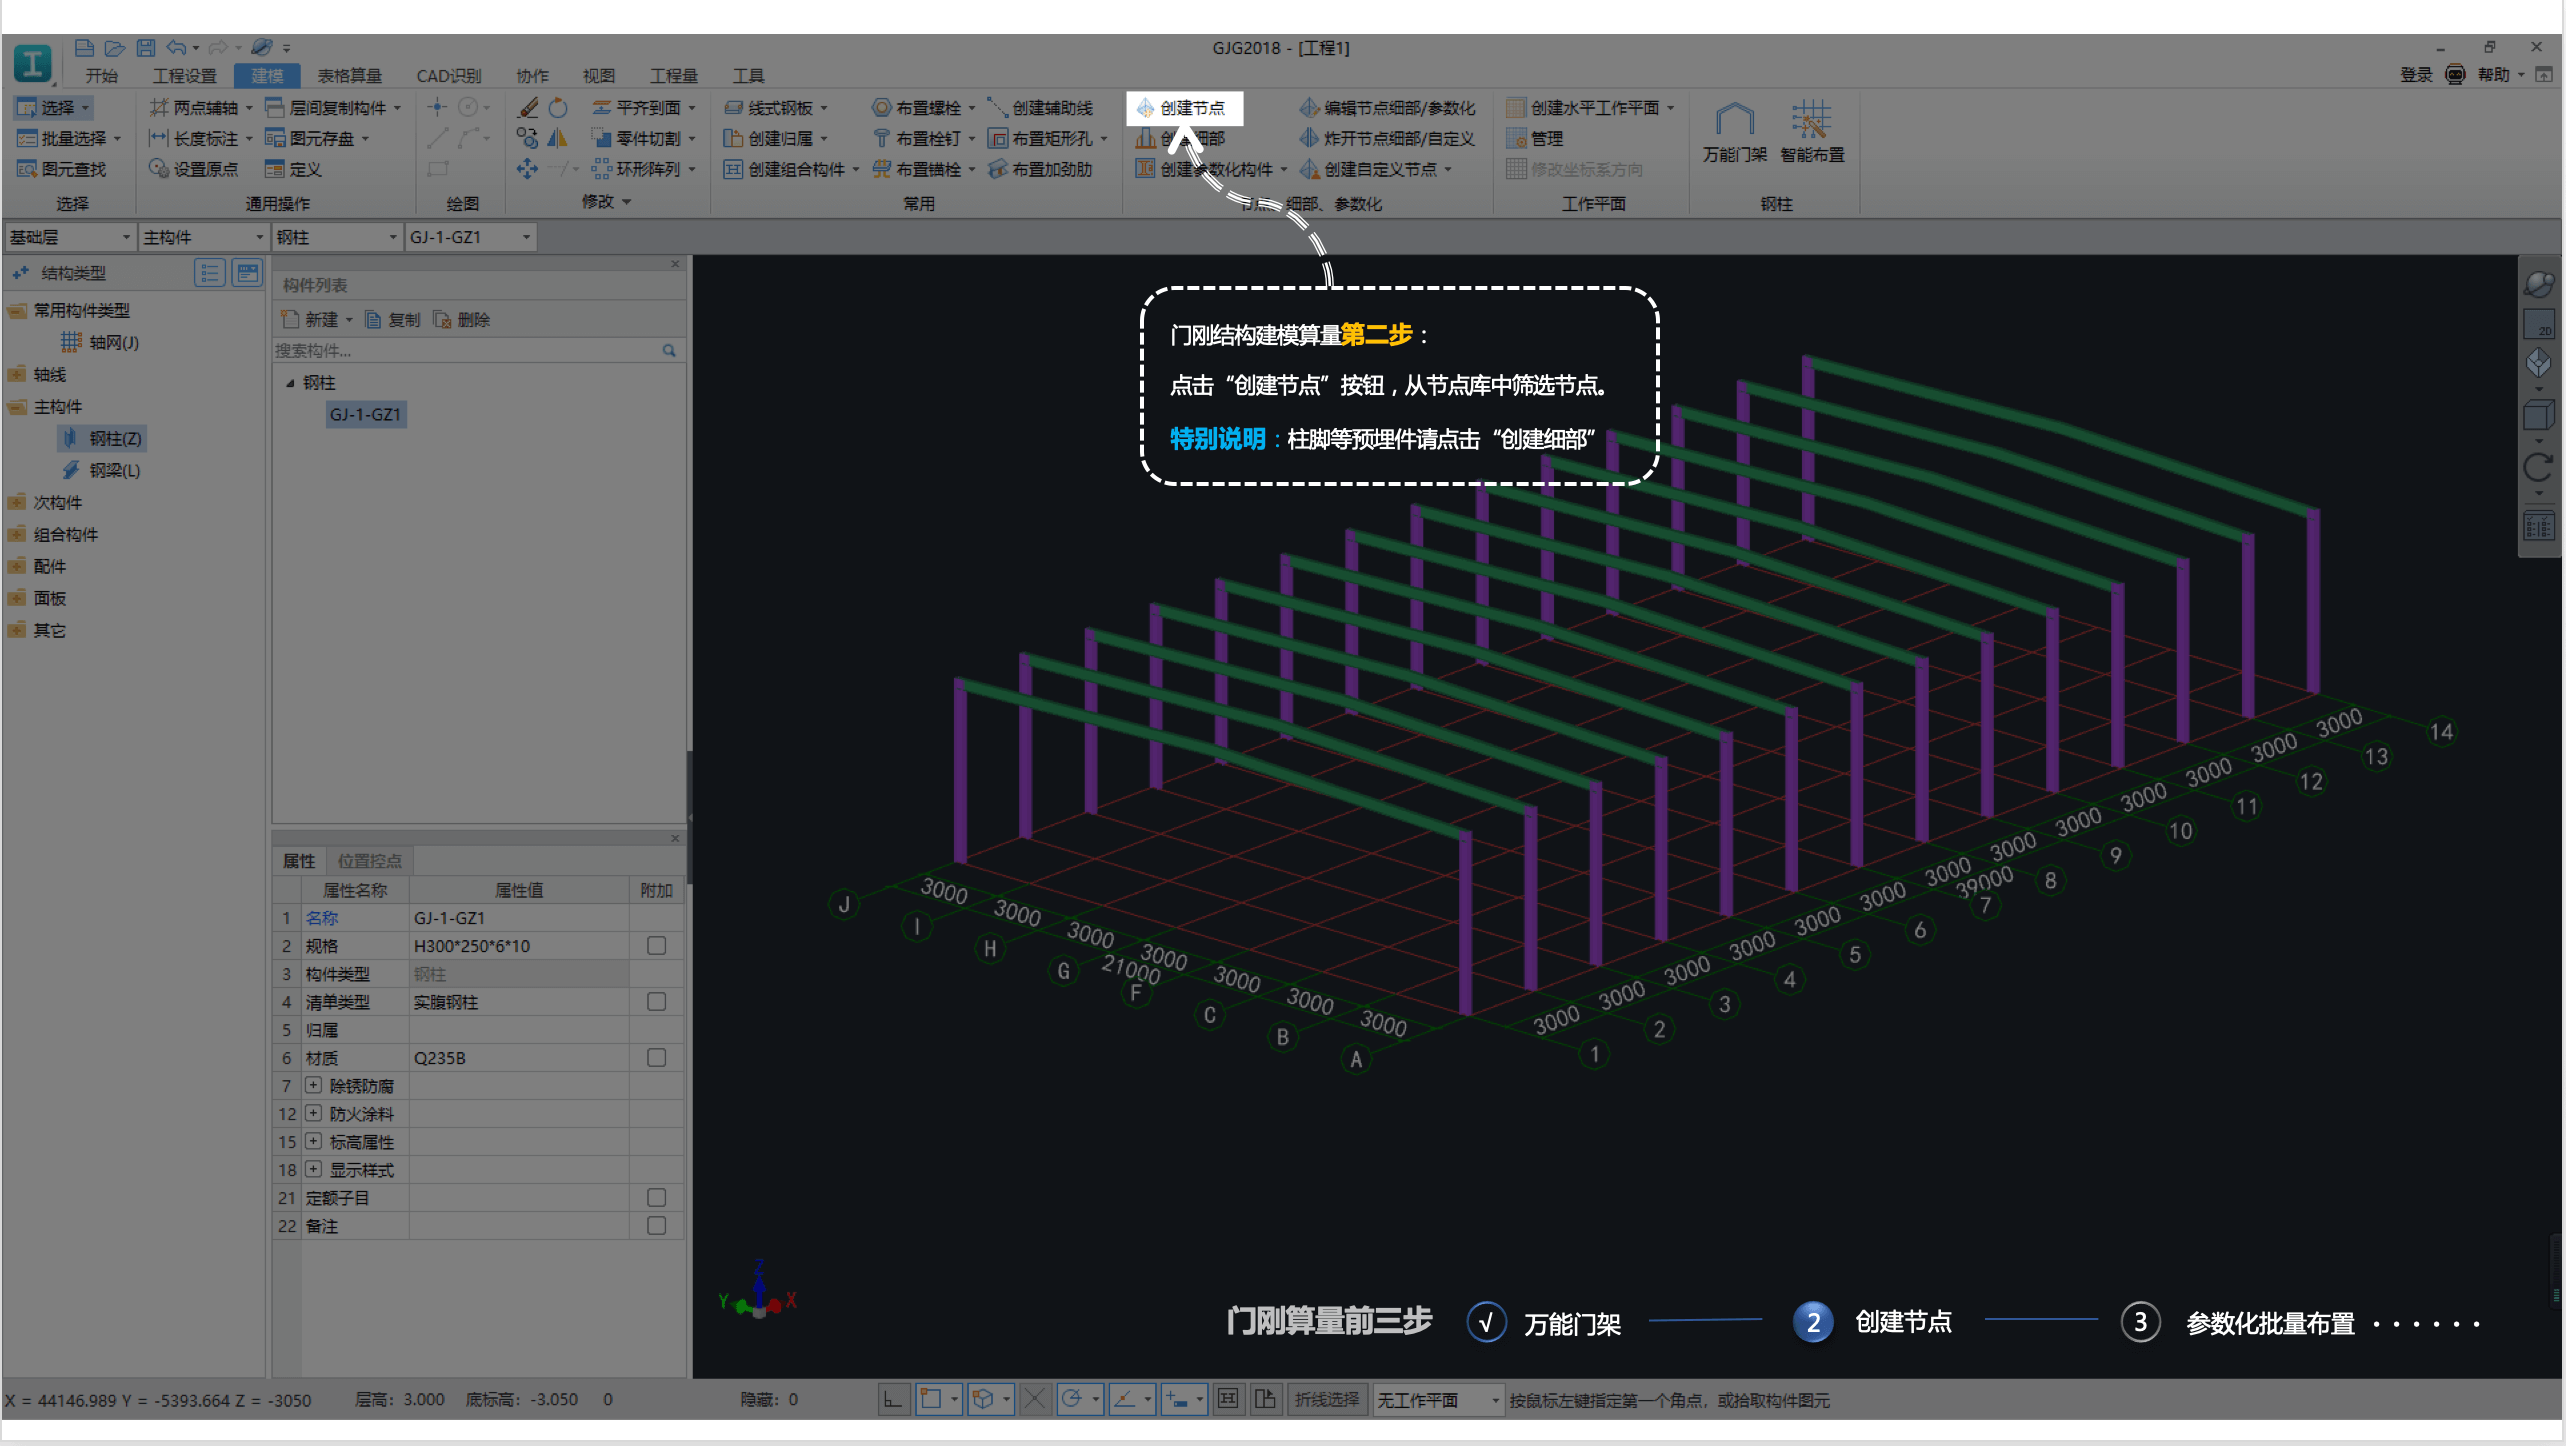 GJG2018 - [工程1]
开始 工程设置 建模 表格算量 CAD识别 协作 视图 工程量 工具
登录 帮助
选择 两点辅轴 层间复制构件 平齐到面 线式钢板 布置螺栓 创建辅助线 创建节点 编辑节点细部/参数化 创建水平工作平面
批量选择 长度标注 图元存盘 零件切割 创建归属 布置栓钉 布置矩形孔 创建细部 炸开节点细部/自定义 管理
万能门架 智能布置
图元查找 设置原点 定义 环形阵列 创建组合构件 布置锚栓 布置加劲肋 创建参数化构件 创建自定义节点 修改坐标系方向
选择 通用操作 绘图 修改 常用 节点、细部、参数化 工作平面 钢柱
基础层 主构件 钢柱 GJ-1-GZ1
结构类型
常用构件类型
轴网(J)
轴线
主构件
钢柱(Z)
钢梁(L)
次构件
组合构件
配件
面板
其它
构件列表
新建 复制 删除
搜索构件...
钢柱
GJ-1-GZ1
属性 位置控点
属性名称 属性值 附加
1 名称 GJ-1-GZ1
2 规格 H300*250*6*10
3 构件类型 钢柱
4 清单类型 实腹钢柱
5 归属
6 材质 Q235B
7 + 除锈防腐
12 + 防火涂料
15 + 标高属性
18 + 显示样式
21 定额子目
22 备注
门刚结构建模算量第二步：
点击“创建节点”按钮，从节点库中筛选节点。
特别说明：柱脚等预埋件请点击“创建细部”
2D
J I H G F C B A
3000 3000 3000 3000 3000 3000 3000
21000
1 2 3 4 5 6 7 8 9 10 11 12 13 14
3000 3000 3000 3000 3000 3000 3000 3000 3000 3000 3000 3000 3000
39000
Z
Y X
门刚算量前三步 √ 万能门架 2 创建节点 3 参数化批量布置 ······
X = 44146.989 Y = -5393.664 Z = -3050 层高: 3.000 底标高: -3.050 0 隐藏: 0 折线选择 无工作平面 按鼠标左键指定第一个角点，或拾取构件图元